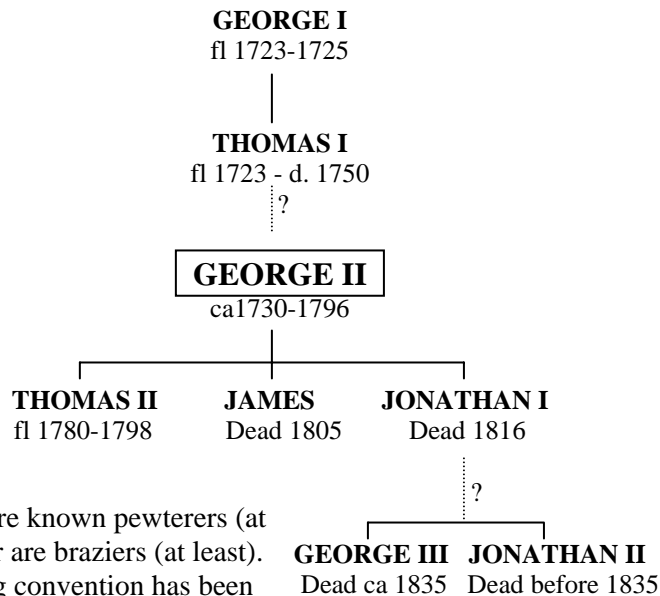 GEORGE I
fl 1723-1725
THOMAS I
fl 1723 - d. 1750
?
GEORGE II
ca1730-1796
THOMAS II JAMES JONATHAN I
fl 1780-1798 Dead 1805 Dead 1816
?
re known pewterers (at
r are braziers (at least).
g convention has been
GEORGE III JONATHAN II
Dead ca 1835 Dead before 1835